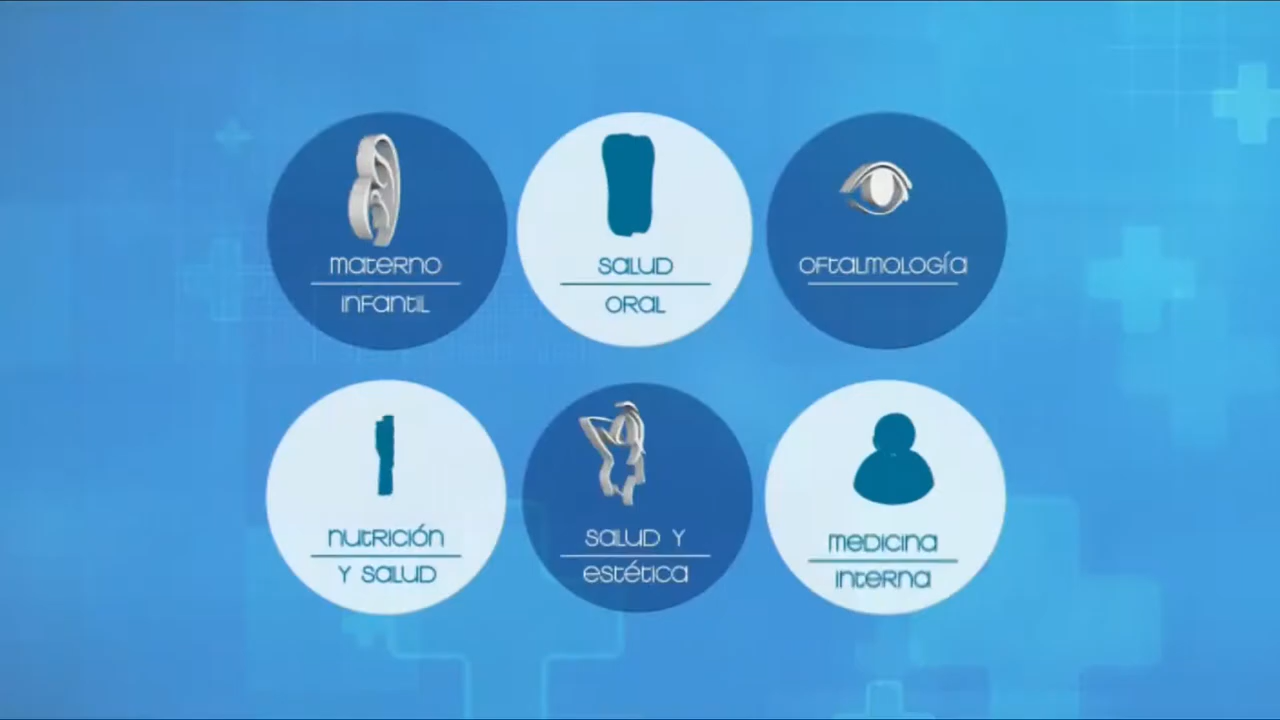 materno
infantil
salud
oral
oftalmología
nutrición
y salud
salud y
estética
medicina
interna